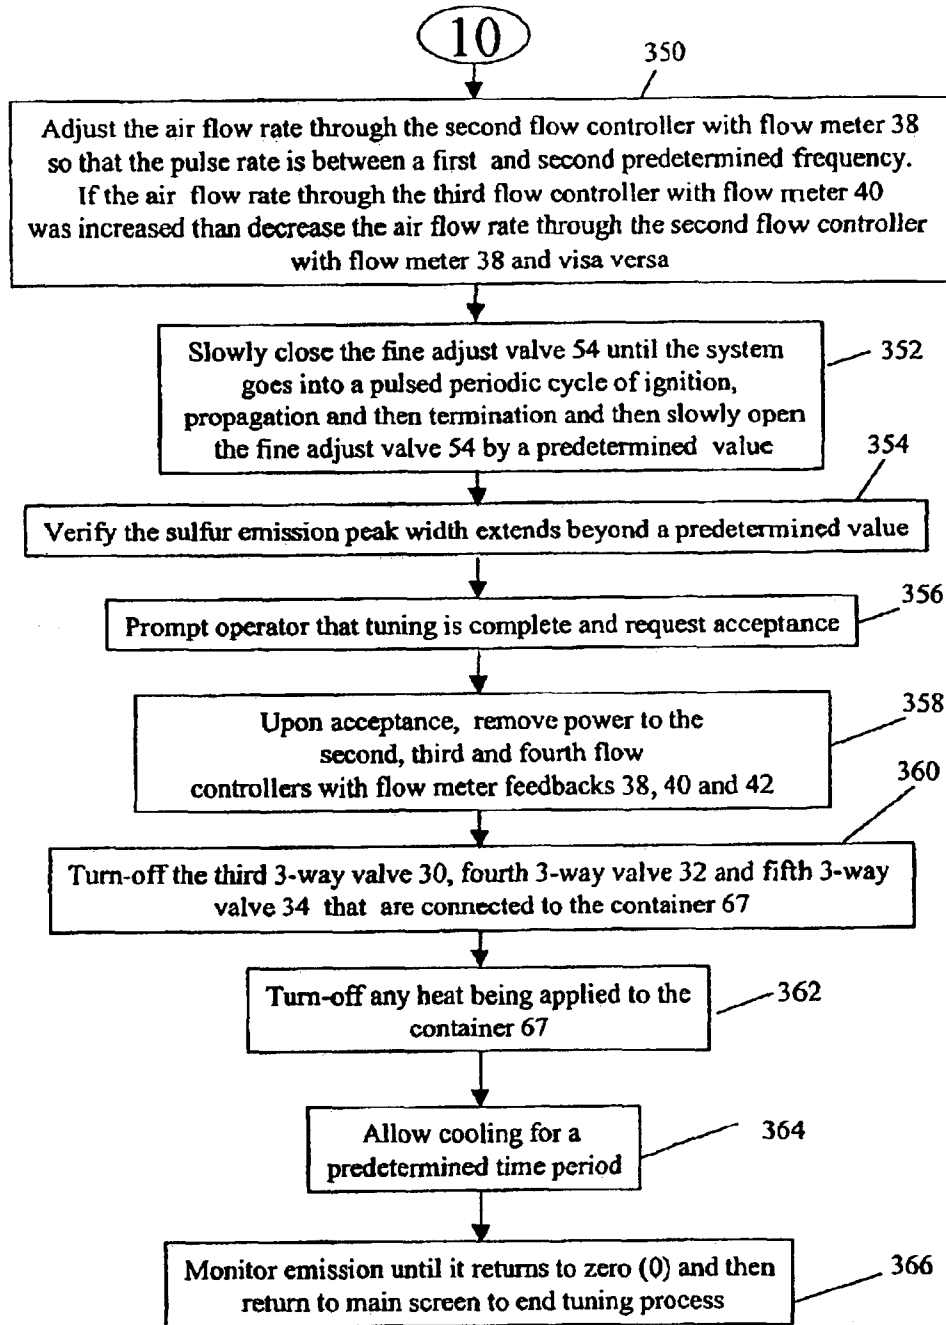 10
350
Adjust the air flow rate through the second flow controller with flow meter 38
so that the pulse rate is between a first and second predetermined frequency.
If the air flow rate through the third flow controller with flow meter 40
was increased than decrease the air flow rate through the second flow controller
with flow meter 38 and visa versa
352
Slowly close the fine adjust valve 54 until the system
goes into a pulsed periodic cycle of ignition,
propagation and then termination and then slowly open
the fine adjust valve 54 by a predetermined value
354
Verify the sulfur emission peak width extends beyond a predetermined value
356
Prompt operator that tuning is complete and request acceptance
358
Upon acceptance, remove power to the
second, third and fourth flow
controllers with flow meter feedbacks 38, 40 and 42
360
Turn-off the third 3-way valve 30, fourth 3-way valve 32 and fifth 3-way
valve 34 that are connected to the container 67
362
Turn-off any heat being applied to the
container 67
364
Allow cooling for a
predetermined time period
366
Monitor emission until it returns to zero (0) and then
return to main screen to end tuning process